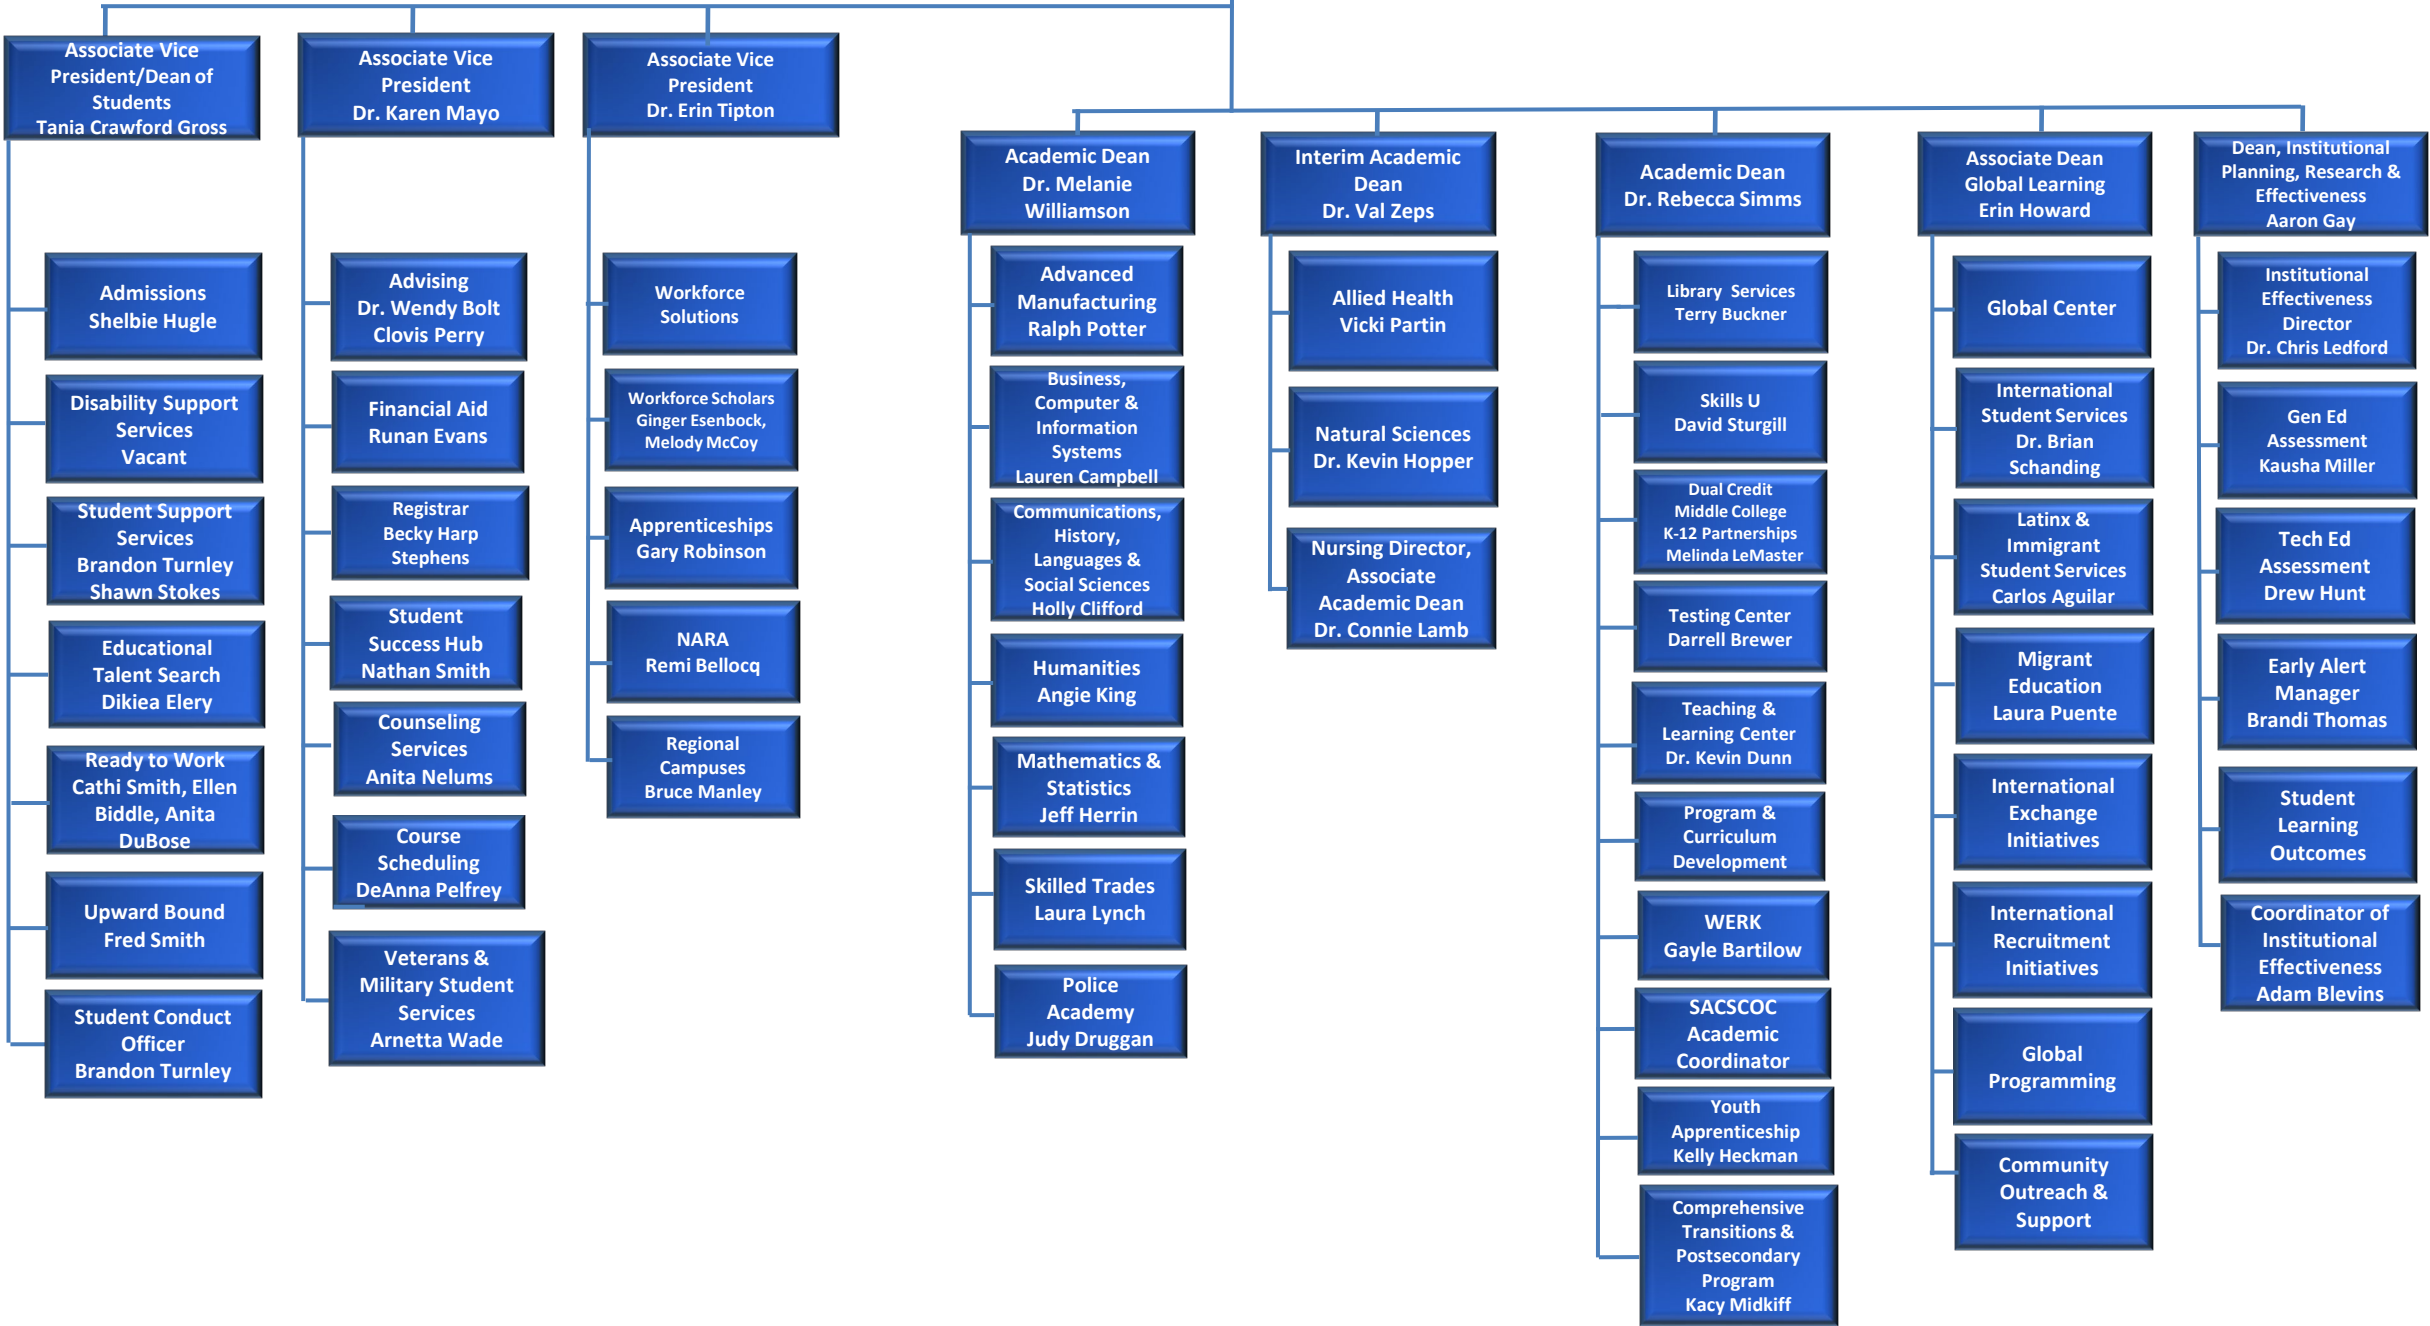 Associate Vice
President/Dean of
Students
Tania Crawford Gross
Admissions
Shelbie Hugle
Disability Support
Services
Vacant
Student Support
Services
Brandon Turnley
Shawn Stokes
Educational
Talent Search
Dikiea Elery
Ready to Work
Cathi Smith, Ellen
Biddle, Anita
DuBose
Upward Bound
Fred Smith
Student Conduct
Officer
Brandon Turnley
Associate Vice
President
Dr. Karen Mayo
Advising
Dr. Wendy Bolt
Clovis Perry
Financial Aid
Runan Evans
Registrar
Becky Harp
Stephens
Student
Success Hub
Nathan Smith
Counseling
Services
Anita Nelums
Course
Scheduling
DeAnna Pelfrey
Veterans &
Military Student
Services
Arnetta Wade
Associate Vice
President
Dr. Erin Tipton
Workforce
Solutions
Workforce Scholars
Ginger Esenbock,
Melody McCoy
Apprenticeships
Gary Robinson
NARA
Remi Bellocq
Regional
Campuses
Bruce Manley
Academic Dean
Dr. Melanie
Williamson
Advanced
Manufacturing
Ralph Potter
Business,
Computer &
Information
Systems
Lauren Campbell
Communications,
History,
Languages &
Social Sciences
Holly Clifford
Humanities
Angie King
Mathematics &
Statistics
Jeff Herrin
Skilled Trades
Laura Lynch
Police
Academy
Judy Druggan
Interim Academic
Dean
Dr. Val Zeps
Allied Health
Vicki Partin
Natural Sciences
Dr. Kevin Hopper
Nursing Director,
Associate
Academic Dean
Dr. Connie Lamb
Academic Dean
Dr. Rebecca Simms
Library Services
Terry Buckner
Skills U
David Sturgill
Dual Credit
Middle College
K-12 Partnerships
Melinda LeMaster
Testing Center
Darrell Brewer
Teaching &
Learning Center
Dr. Kevin Dunn
Program &
Curriculum
Development
WERK
Gayle Bartilow
SACSCOC
Academic
Coordinator
Youth
Apprenticeship
Kelly Heckman
Comprehensive
Transitions &
Postsecondary
Program
Kacy Midkiff
Associate Dean
Global Learning
Erin Howard
Global Center
International
Student Services
Dr. Brian
Schanding
Latinx &
Immigrant
Student Services
Carlos Aguilar
Migrant
Education
Laura Puente
International
Exchange
Initiatives
International
Recruitment
Initiatives
Global
Programming
Community
Outreach &
Support
Dean, Institutional
Planning, Research &
Effectiveness
Aaron Gay
Institutional
Effectiveness
Director
Dr. Chris Ledford
Gen Ed
Assessment
Kausha Miller
Tech Ed
Assessment
Drew Hunt
Early Alert
Manager
Brandi Thomas
Student
Learning
Outcomes
Coordinator of
Institutional
Effectiveness
Adam Blevins